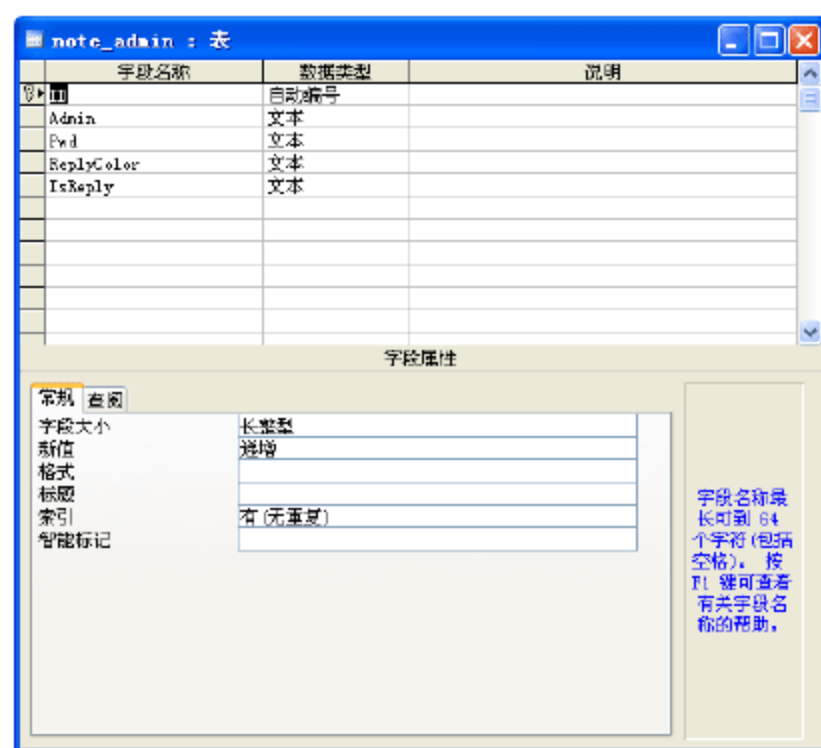 note_admin : 表
字段名称 数据类型 说明
ID 自动编号
Admin 文本
Pwd 文本
ReplyColor 文本
IsReply 文本
字段属性
常规 查阅
字段大小 长整型
新值 递增
格式
标题
索引 有(无重复)
智能标记
字段名称最
长可到 64
个字符(包括
空格)。 按
F1 键可查看
有关字段名
称的帮助。